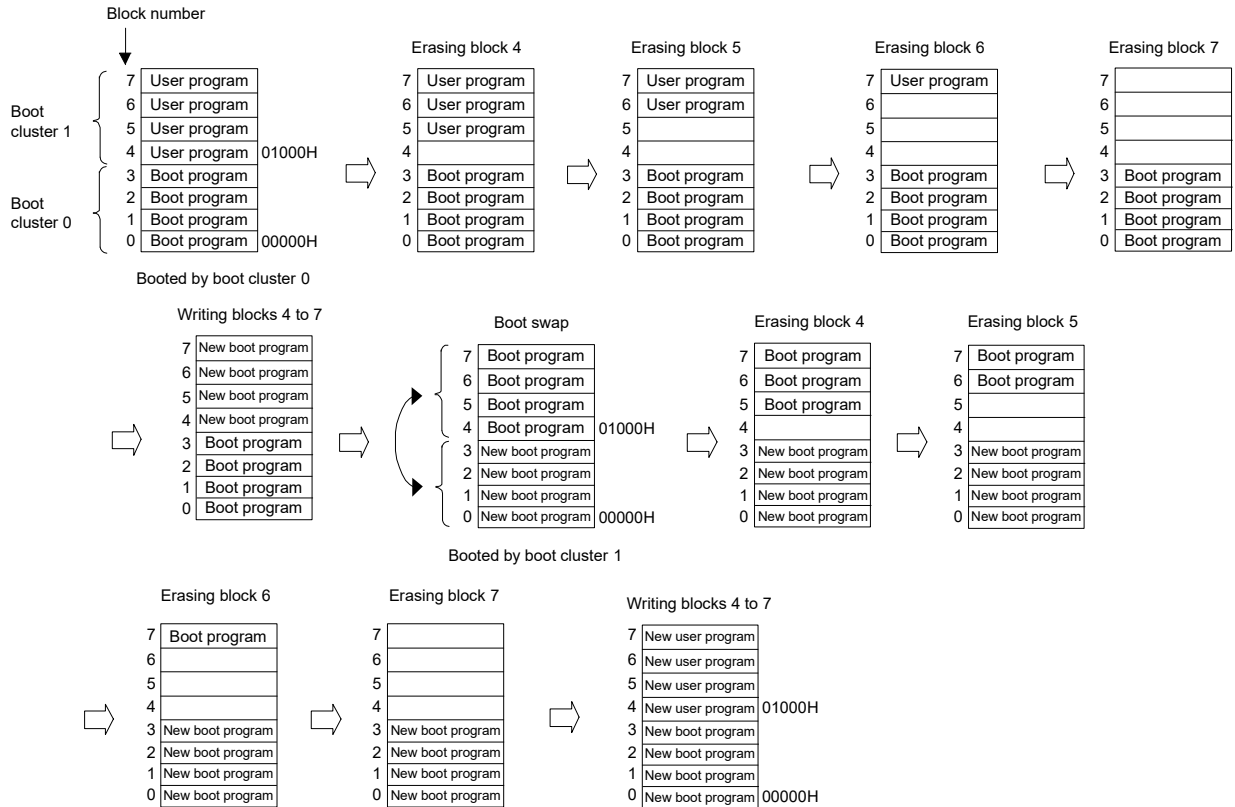 Block number
Erasing block 4 Erasing block 5 Erasing block 6 Erasing block 7
7 User program 7 User program 7 User program 7 User program 7
6 User program 6 User program 6 User program 6 6
Boot cluster 1 5 User program 5 User program 5 5 5
4 User program 01000H 4 4 4 4
3 Boot program 3 Boot program 3 Boot program 3 Boot program 3 Boot program
Boot cluster 0 2 Boot program 2 Boot program 2 Boot program 2 Boot program 2 Boot program
1 Boot program 1 Boot program 1 Boot program 1 Boot program 1 Boot program
0 Boot program 00000H 0 Boot program 0 Boot program 0 Boot program 0 Boot program
Booted by boot cluster 0
Writing blocks 4 to 7 Boot swap Erasing block 4 Erasing block 5
7 New boot program 7 Boot program 7 Boot program 7 Boot program
6 New boot program 6 Boot program 6 Boot program 6 Boot program
5 New boot program 5 Boot program 5 Boot program 5
4 New boot program 4 Boot program 01000H 4 4
3 Boot program 3 New boot program 3 New boot program 3 New boot program
2 Boot program 2 New boot program 2 New boot program 2 New boot program
1 Boot program 1 New boot program 1 New boot program 1 New boot program
0 Boot program 0 New boot program 00000H 0 New boot program 0 New boot program
Booted by boot cluster 1
Erasing block 6 Erasing block 7 Writing blocks 4 to 7
7 Boot program 7 7 New user program
6 6 6 New user program
5 5 5 New user program
4 4 4 New user program 01000H
3 New boot program 3 New boot program 3 New boot program
2 New boot program 2 New boot program 2 New boot program
1 New boot program 1 New boot program 1 New boot program
0 New boot program 0 New boot program 0 New boot program 00000H